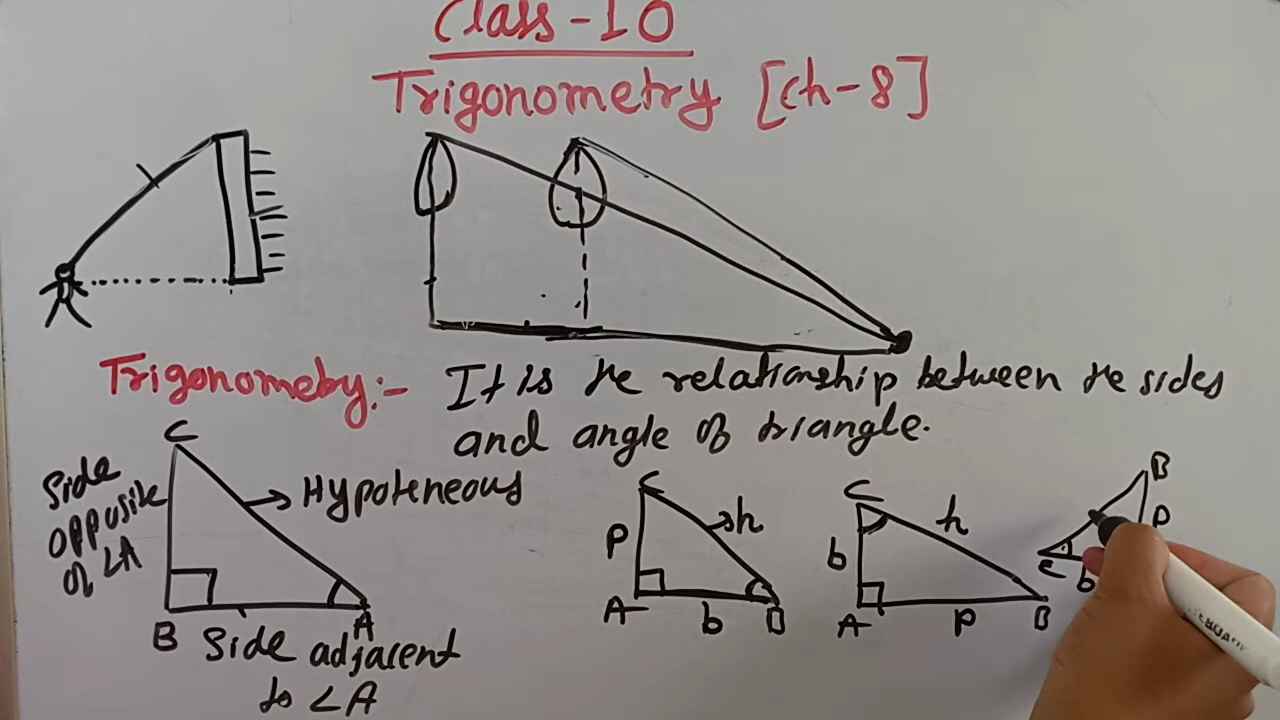 Class-10
Trigonometry [Ch-8]
Trigonomeby:- It is the relationship between the sides
and angle of triangle.
C
Side
opposite
of ∠A
Hypoteneous
B
A
Side adjacent
to ∠A
C
P
h
A
b
B
C
b
h
A
P
B
B
P
C
b